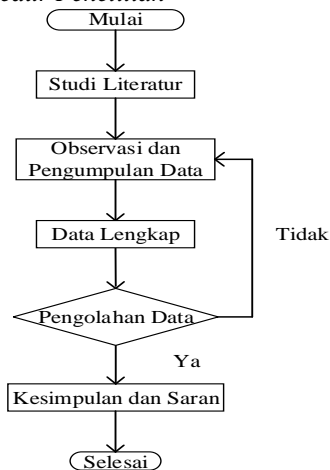 Mulai
Studi Literatur
Observasi dan
Pengumpulan Data
Data Lengkap
Tidak
Pengolahan Data
Ya
Kesimpulan dan Saran
Selesai